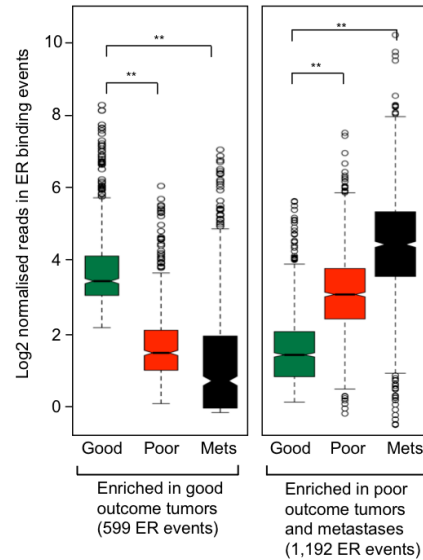 Log2 normalised reads in ER binding events
10
8
6
4
2
0
**
**
**
**
Good Poor Mets
Good Poor Mets
Enriched in good
outcome tumors
(599 ER events)
Enriched in poor
outcome tumors
and metastases
(1,192 ER events)